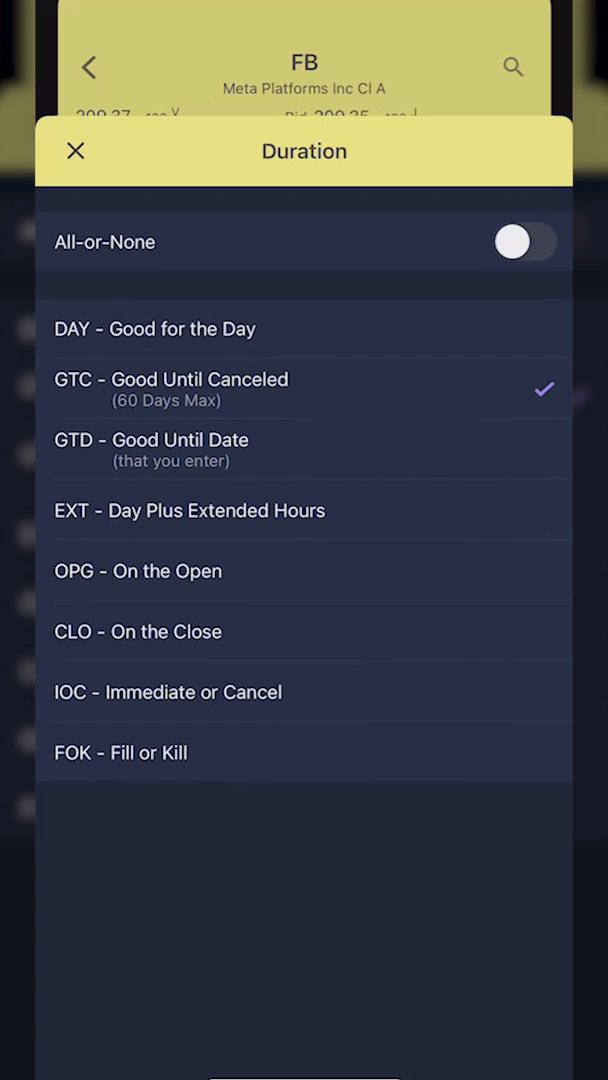 FB
Meta Platforms Inc Cl A
Duration
All-or-None
DAY - Good for the Day
GTC - Good Until Canceled
(60 Days Max)
GTD - Good Until Date
(that you enter)
EXT - Day Plus Extended Hours
OPG - On the Open
CLO - On the Close
IOC - Immediate or Cancel
FOK - Fill or Kill